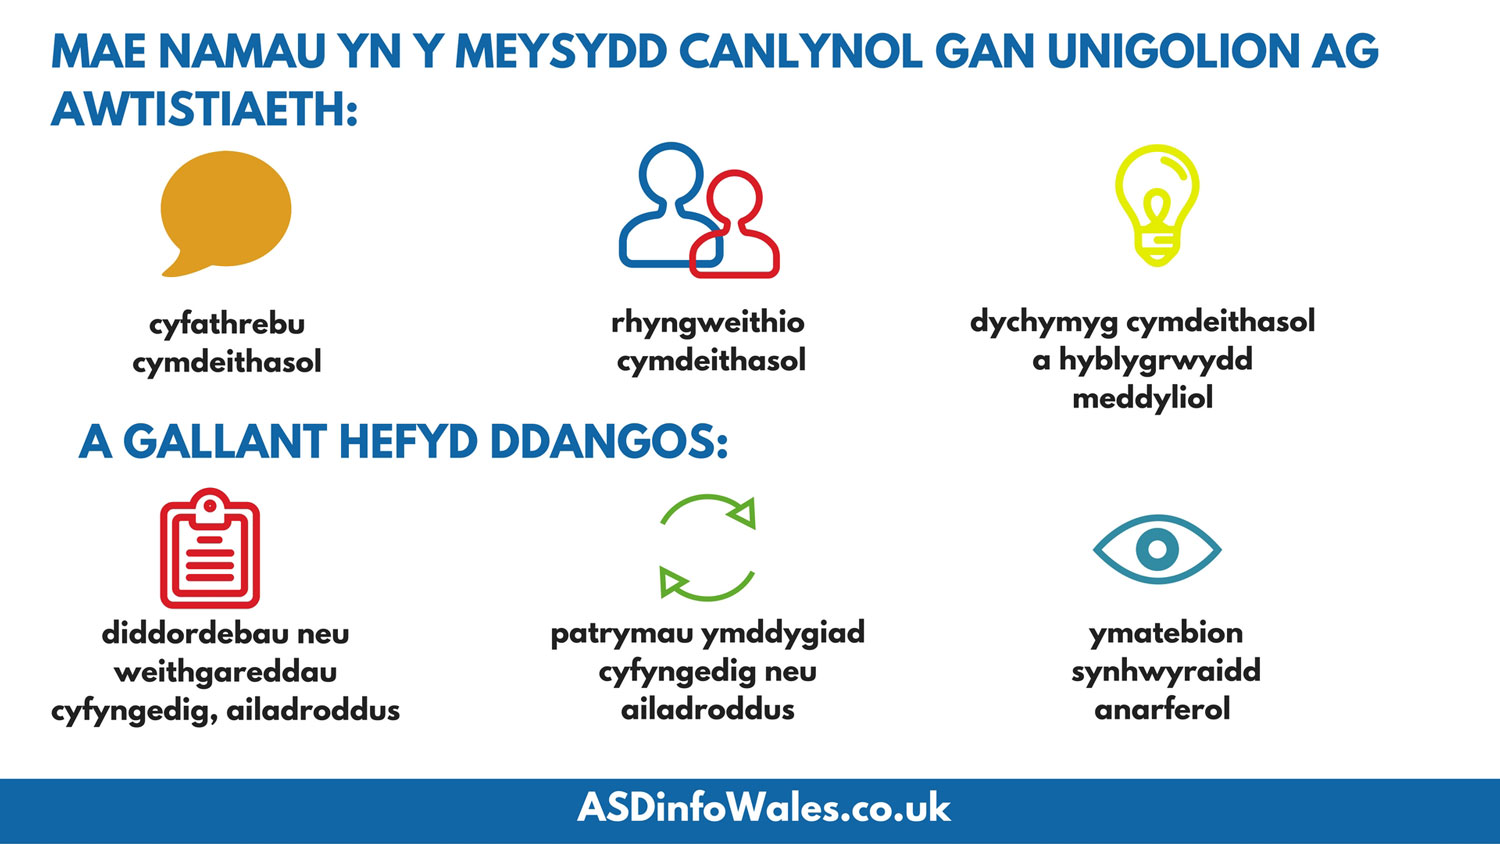 MAE NAMAU YN Y MEYSYDD CANLYNOL GAN UNIGOLION AG
AWTISTIAETH:
cyfathrebu
cymdeithasol
rhyngweithio
cymdeithasol
dychymyg cymdeithasol
a hyblygrwydd
meddyliol
A GALLANT HEFYD DDANGOS:
diddordebau neu
weithgareddau
cyfyngedig, ailadroddus
patrymau ymddygiad
cyfyngedig neu
ailadroddus
ymatebion
synhwyraidd
anarferol
ASDinfoWales.co.uk